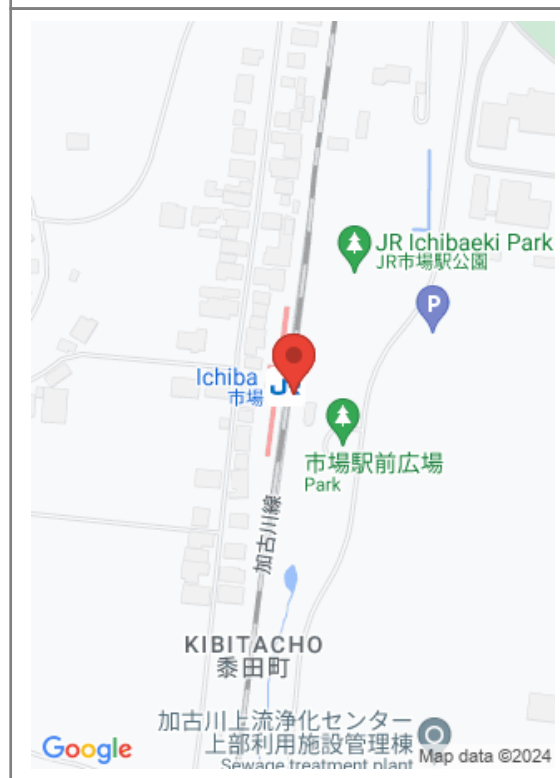 JR Ichibaeki Park
JR市場駅公園
P
Ichiba
市場
JR
市場駅前広場
Park
加古川線
KIBITACHO
黍田町
加古川上流浄化センター
上部利用施設管理棟
Sewage treatment plant
Google
Map data ©2024